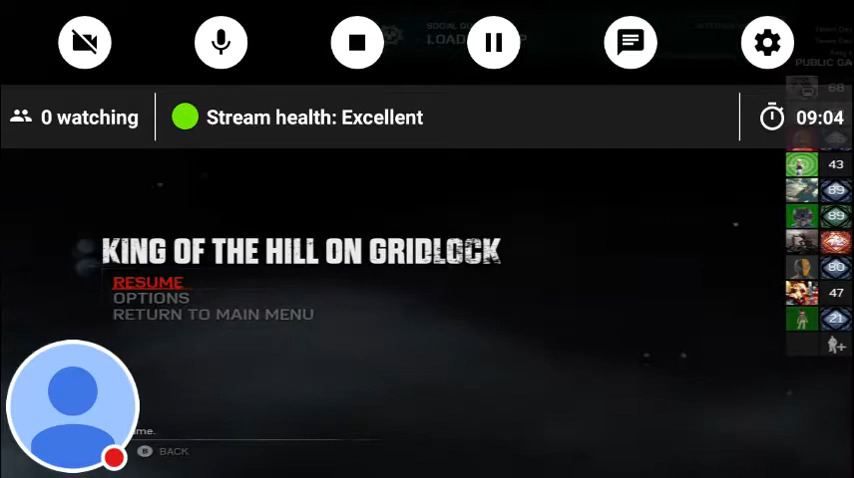 0 watching
Stream health: Excellent
09:04
PUBLIC GA
68
43
89
KING OF THE HILL ON GRIDLOCK
89
RESUME
80
OPTIONS
47
RETURN TO MAIN MENU
21
me.
B BACK